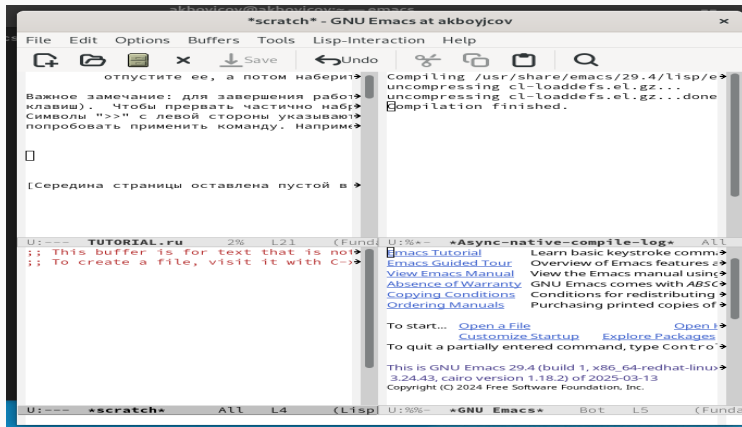 *scratch* - GNU Emacs at akboyjcov
File Edit Options Buffers Tools Lisp-Interaction Help
Save Undo
отпустите ее, а потом наберит
Важное замечание: для завершения работ
клавиш). Чтобы прервать частично набр
Символы ">>" с левой стороны указывают
попробовать применить команду. Наприме
[Середина страницы оставлена пустой в
U:--- TUTORIAL.ru 2% L21 (Funda
Compiling /usr/share/emacs/29.4/lisp/e
uncompressing cl-loaddefs.el.gz...
uncompressing cl-loaddefs.el.gz...done
Compilation finished.
U:%*- *Async-native-compile-log* All
;; This buffer is for text that is not
;; To create a file, visit it with C-x
U:--- *scratch* All L4 (Lisp
Emacs Tutorial Learn basic keystroke comm
Emacs Guided Tour Overview of Emacs features a
View Emacs Manual View the Emacs manual using
Absence of Warranty GNU Emacs comes with ABSO
Copying Conditions Conditions for redistributing
Ordering Manuals Purchasing printed copies of
To start... Open a File Open H
Customize Startup Explore Packages
To quit a partially entered command, type Contro
This is GNU Emacs 29.4 (build 1, x86_64-redhat-linux
3.24.43, cairo version 1.18.2) of 2025-03-13
Copyright (C) 2024 Free Software Foundation, Inc.
U:%%- *GNU Emacs* Bot L5 (Funda